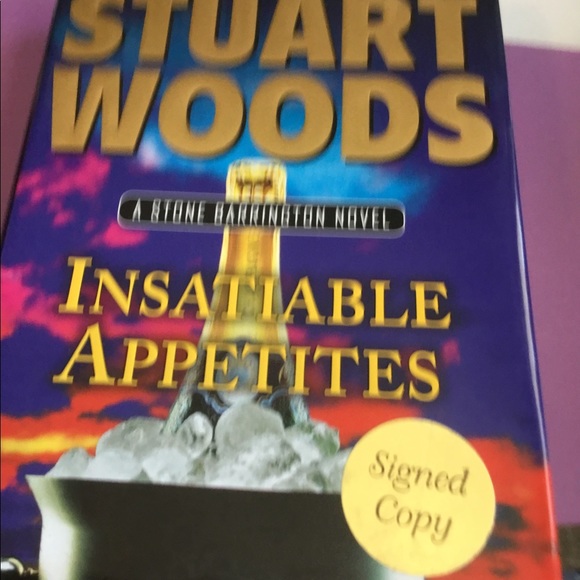 STUART
WOODS
A STONE BARRINGTON NOVEL
INSATIABLE
APPETITES
Signed
Copy